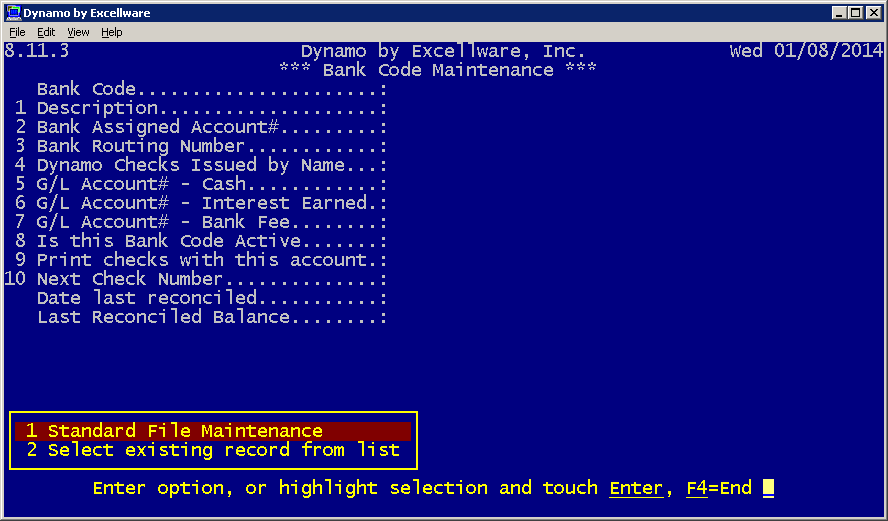 Dynamo by Excellware
File Edit View Help
8.11.3 Dynamo by Excellware, Inc. Wed 01/08/2014
*** Bank Code Maintenance ***
Bank Code......................:
1 Description....................:
2 Bank Assigned Account#.........:
3 Bank Routing Number............:
4 Dynamo Checks Issued by Name...:
5 G/L Account# - Cash............:
6 G/L Account# - Interest Earned.:
7 G/L Account# - Bank Fee........:
8 Is this Bank Code Active.......:
9 Print checks with this account.:
10 Next Check Number..............:
Date last reconciled...........:
Last Reconciled Balance........:
1 Standard File Maintenance
2 Select existing record from list
Enter option, or highlight selection and touch Enter, F4=End